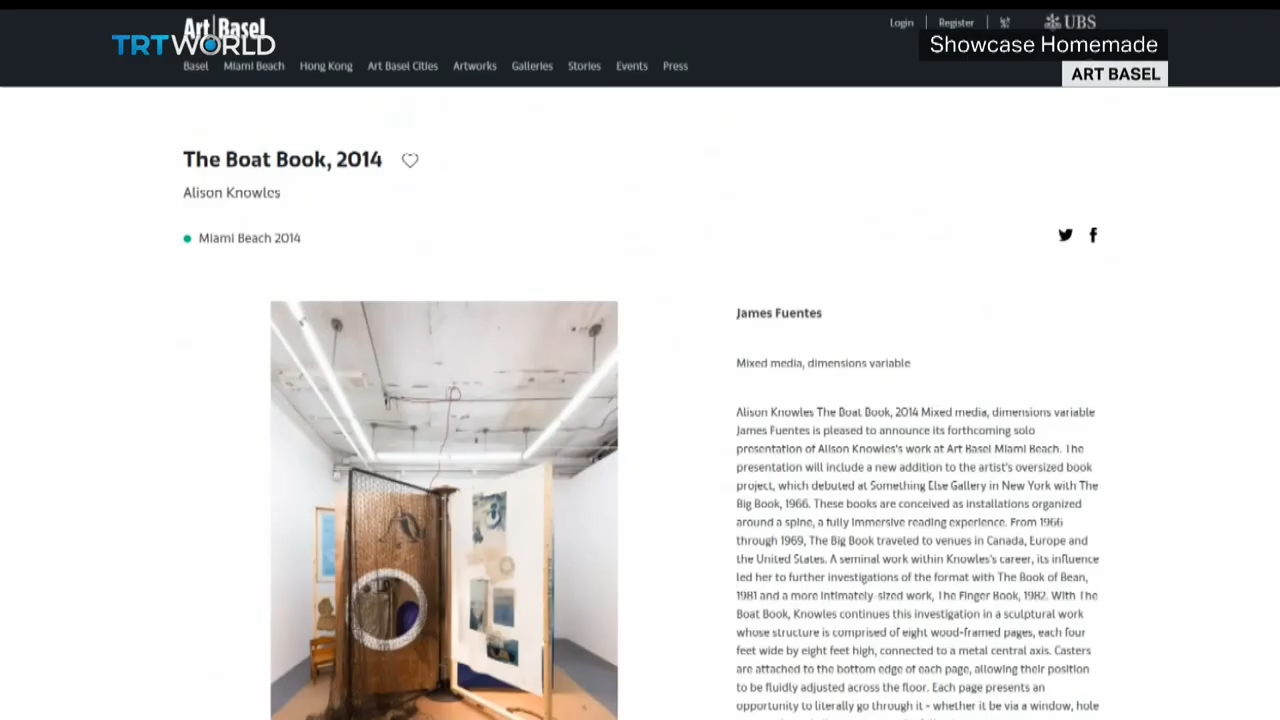 Art Basel
TRT WORLD
Login
Register
UBS
Showcase Homemade
ART BASEL
Basel Miami Beach Hong Kong Art Basel Cities Artworks Galleries Stories Events Press
The Boat Book, 2014
Alison Knowles
Miami Beach 2014
James Fuentes
Mixed media, dimensions variable
Alison Knowles The Boat Book, 2014 Mixed media, dimensions variable
James Fuentes is pleased to announce its forthcoming solo
presentation of Alison Knowles's work at Art Basel Miami Beach. The
presentation will include a new addition to the artist's oversized book
project, which debuted at Something Else Gallery in New York with The
Big Book, 1966. These books are conceived as installations organized
around a spine, a fully immersive reading experience. From 1966
through 1969, The Big Book traveled to venues in Canada, Europe and
the United States. A seminal work within Knowles's career, its influence
led her to further investigations of the format with The Book of Bean,
1981 and a more intimately-sized work, The Finger Book, 1982. With The
Boat Book, Knowles continues this investigation in a sculptural work
whose structure is comprised of eight wood-framed pages, each four
feet wide by eight feet high, connected to a metal central axis. Casters
are attached to the bottom edge of each page, allowing their position
to be fluidly adjusted across the floor. Each page presents an
opportunity to literally go through it - whether it be via a window, hole